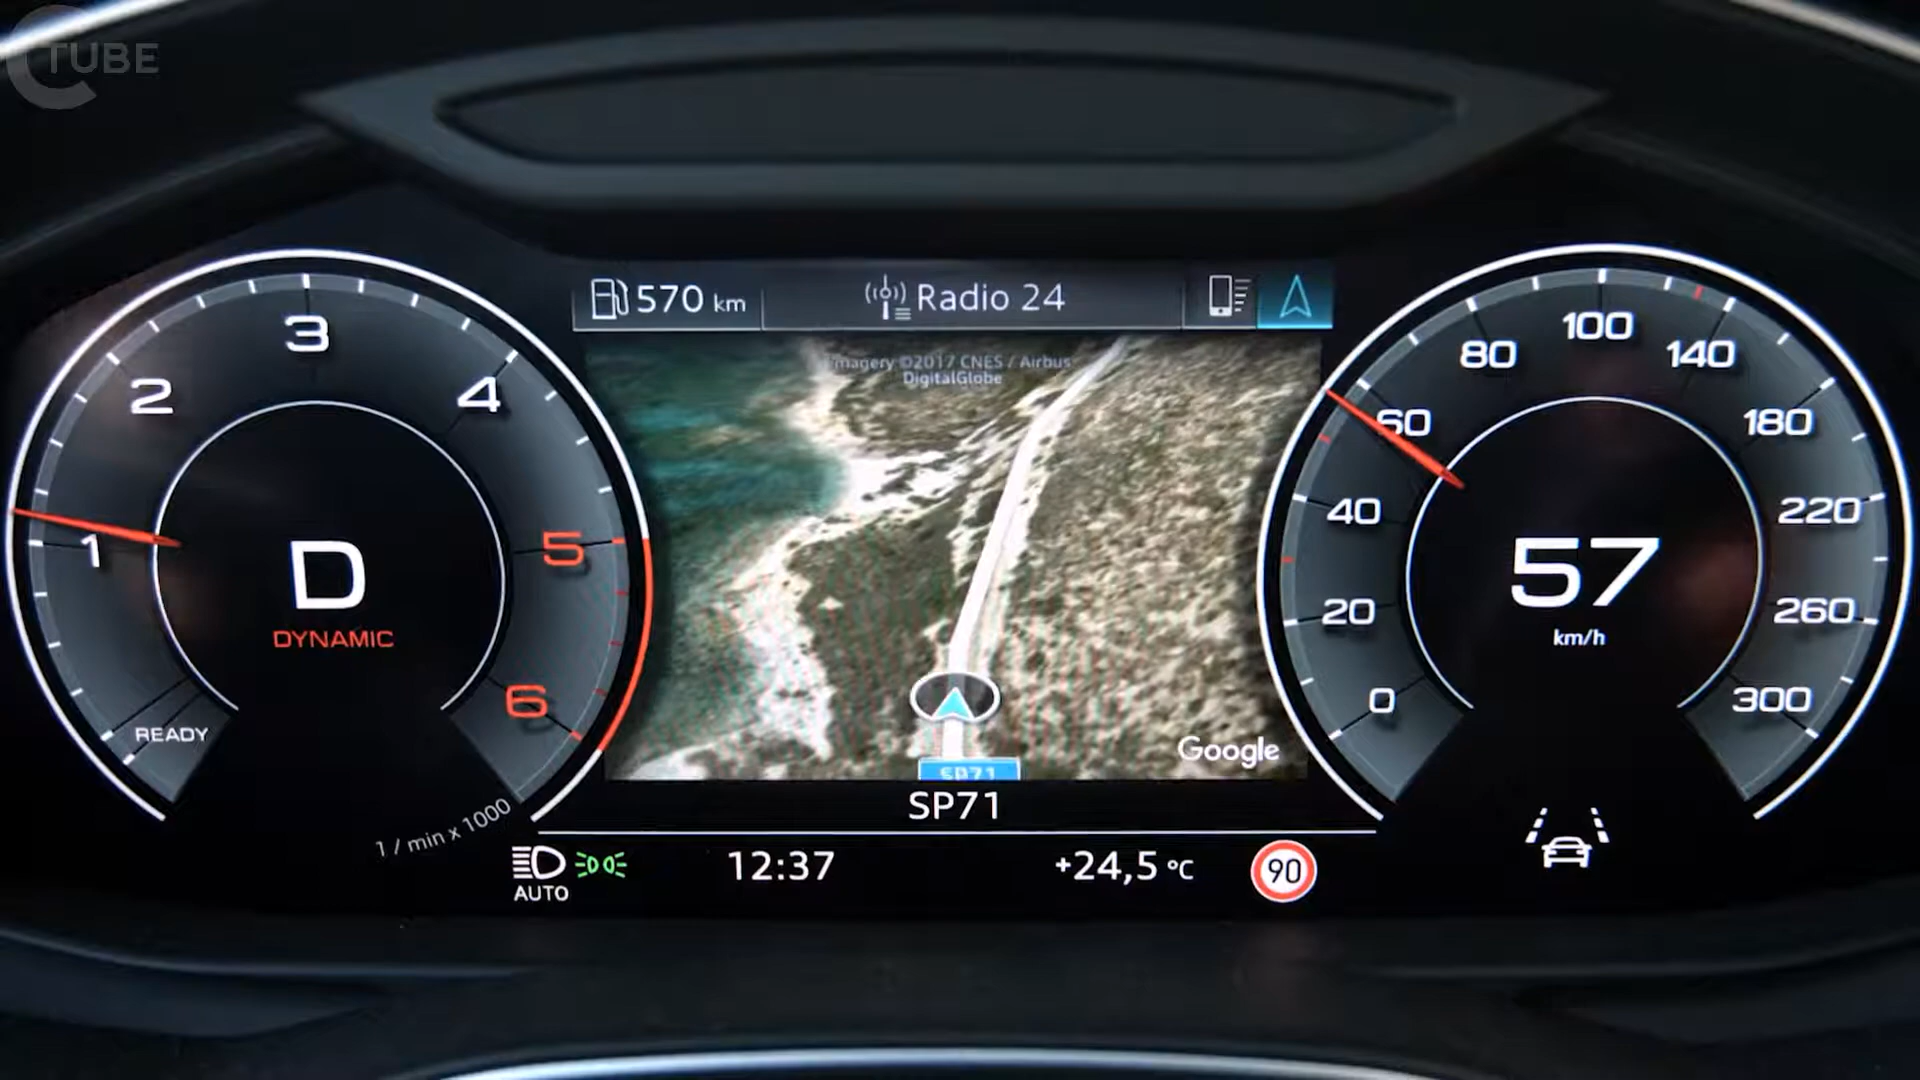 TUBE
570 km
Radio 24
Imagery ©2017 CNES / Airbus
DigitalGlobe
1
2
3
4
5
6
READY
1 / min x 1000
D
DYNAMIC
Google
SP71
SP71
0
20
40
60
80
100
140
180
220
260
300
57
km/h
AUTO
12:37
+24,5 °C
90